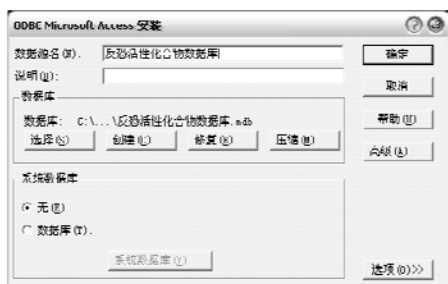 ODBC Microsoft Access 安装
数据源名(N): 反恐活性化合物数据库
确定
说明(D):
取消
数据库
数据库: C:\...\反恐活性化合物数据库.mdb
帮助(H)
选择(S) 创建(C) 修复(R) 压缩(M)
高级(A)
系统数据库
无(E)
数据库(T):
系统数据库(Y)
选项(O)>>